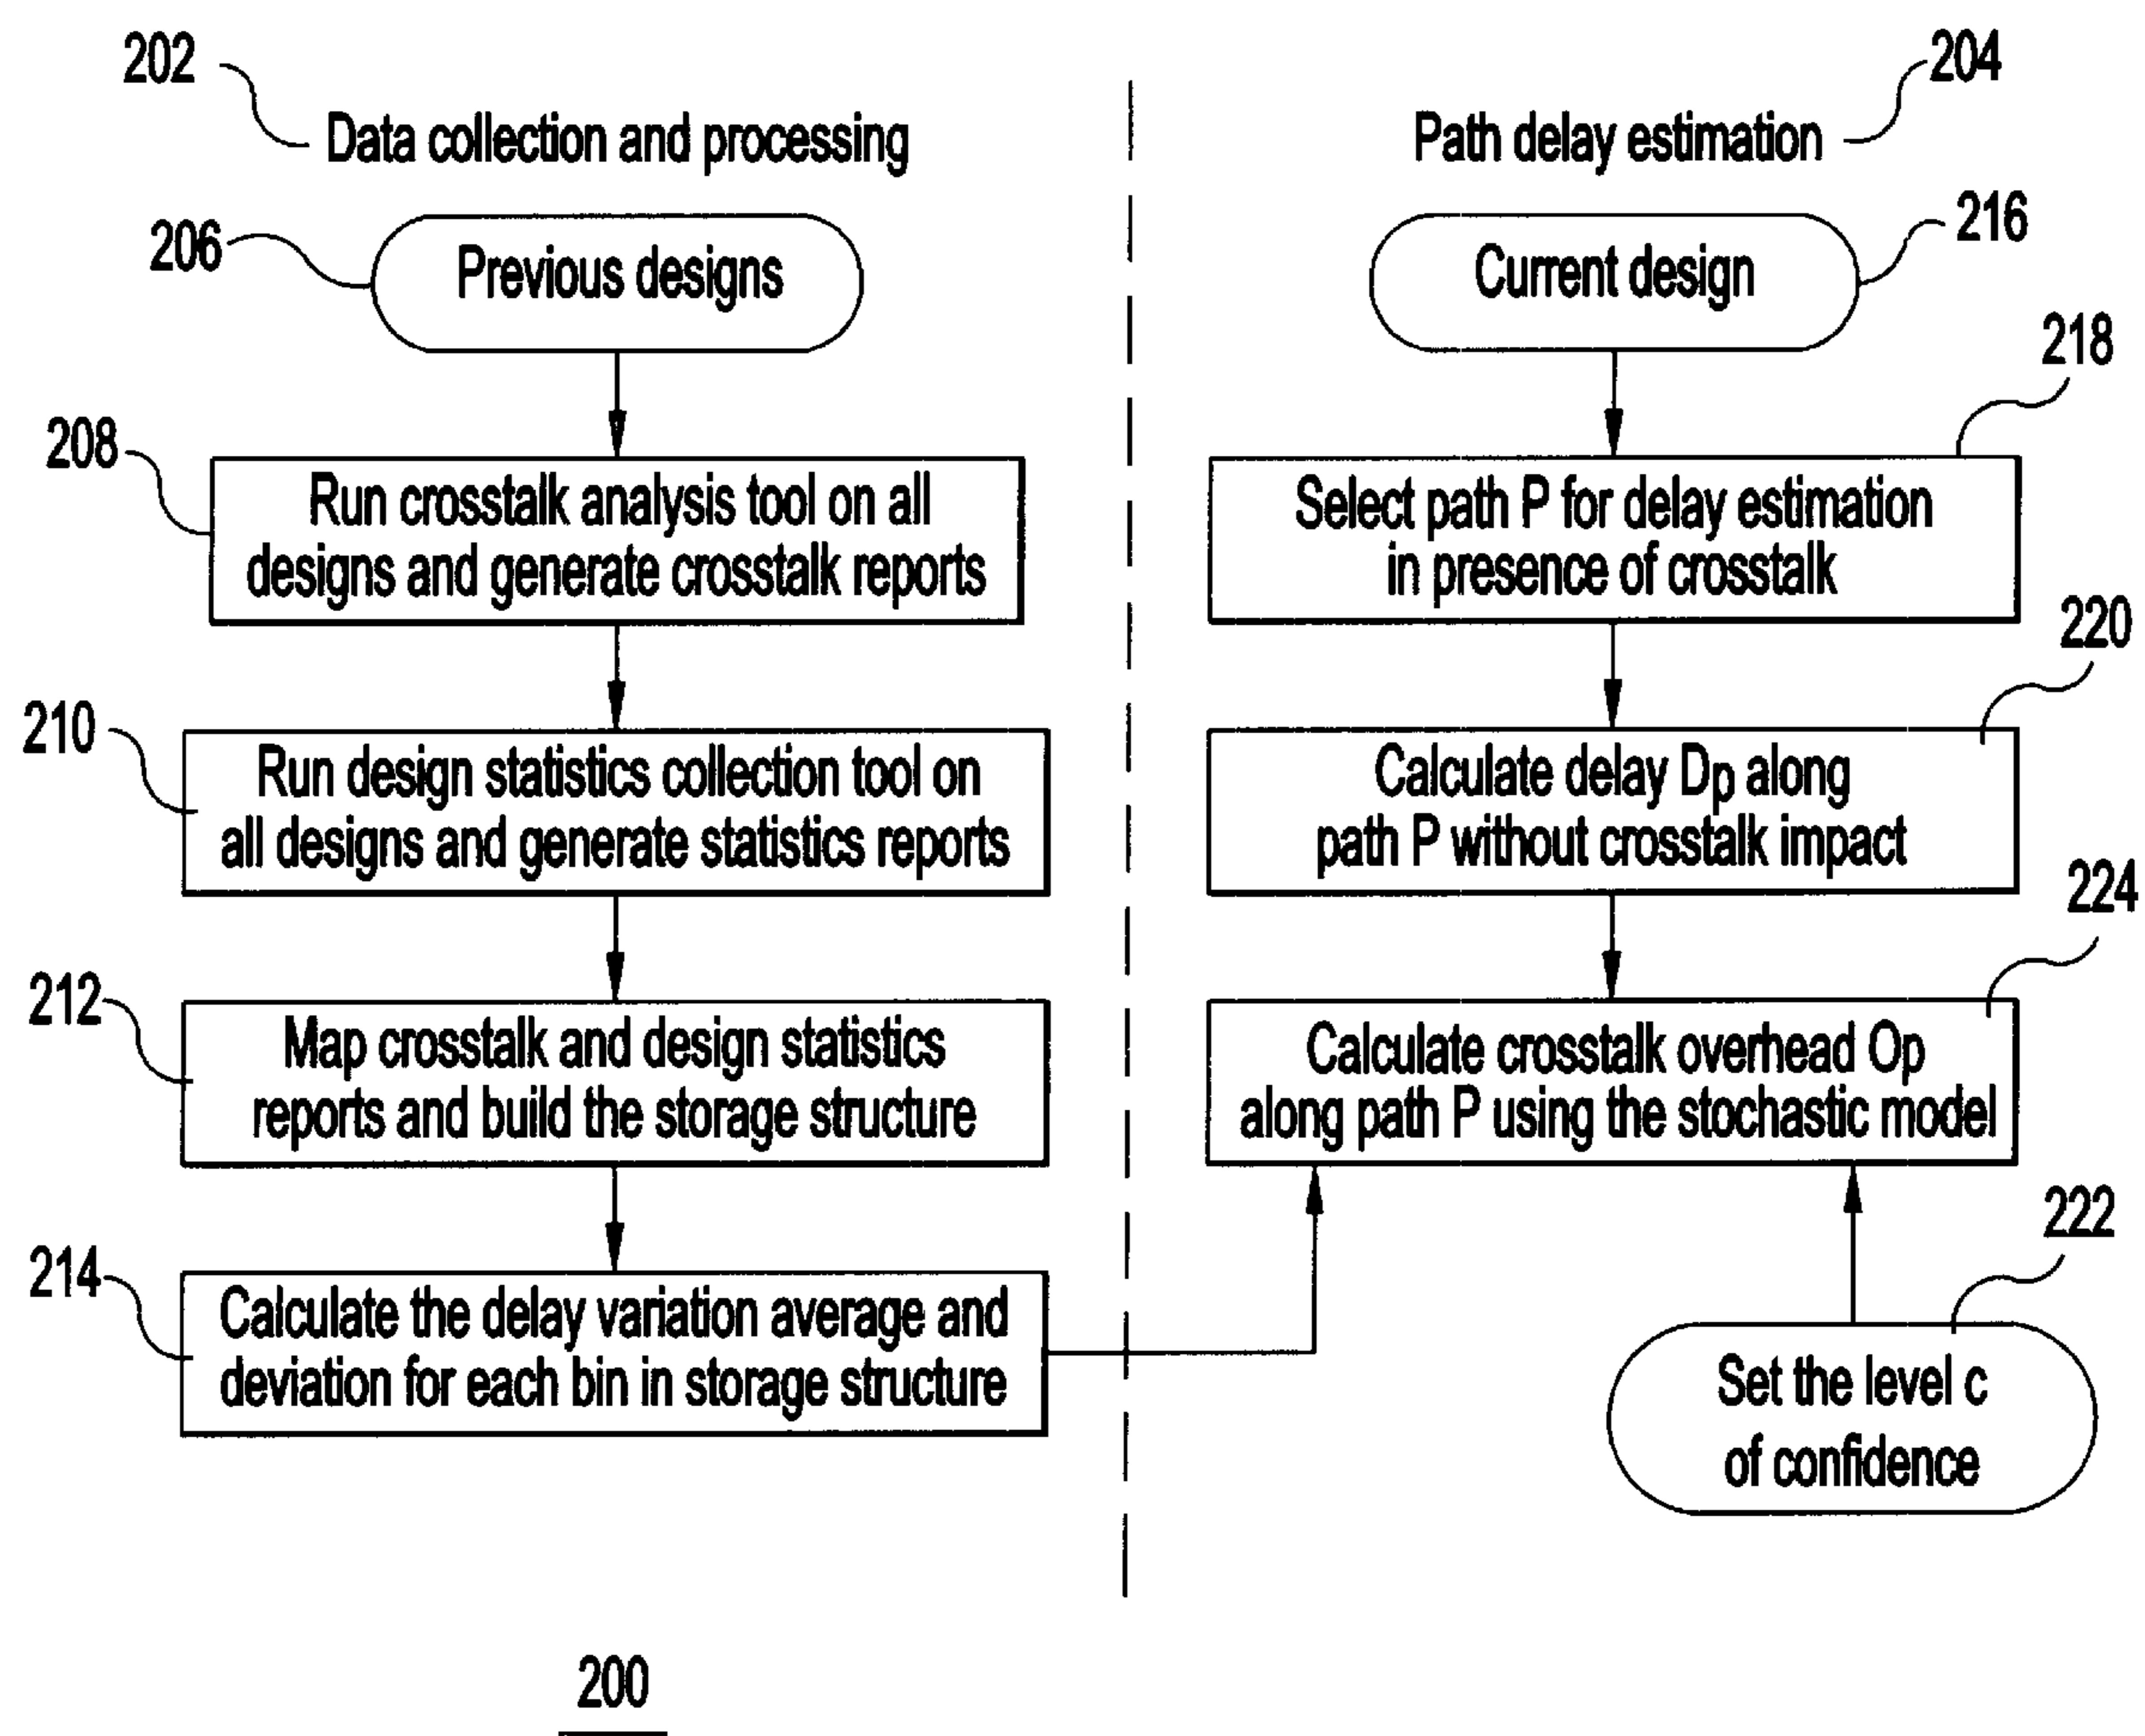 202
Data collection and processing
206
Previous designs
208
Run crosstalk analysis tool on all
designs and generate crosstalk reports
210
Run design statistics collection tool on
all designs and generate statistics reports
212
Map crosstalk and design statistics
reports and build the storage structure
214
Calculate the delay variation average and
deviation for each bin in storage structure
204
Path delay estimation
216
Current design
218
Select path P for delay estimation
in presence of crosstalk
220
Calculate delay Dp along
path P without crosstalk impact
224
Calculate crosstalk overhead Op
along path P using the stochastic model
222
Set the level c
of confidence
200